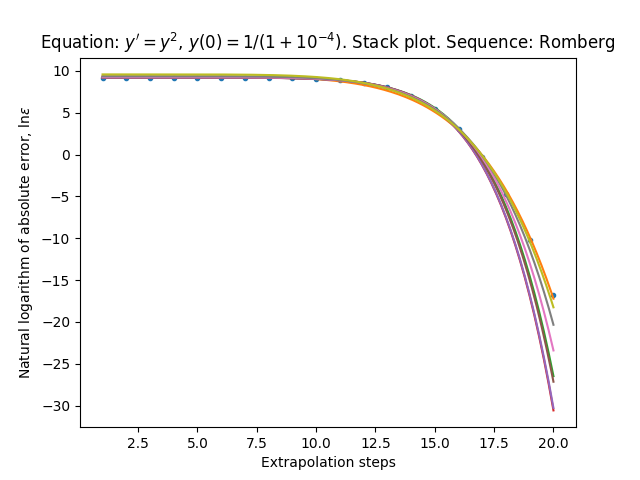 Equation: y′ = y², y(0) = 1/(1 + 10⁻⁴). Stack plot. Sequence: Romberg
Natural logarithm of absolute error, lnε
10
5
0
−5
−10
−15
−20
−25
−30
2.5 5.0 7.5 10.0 12.5 15.0 17.5 20.0
Extrapolation steps